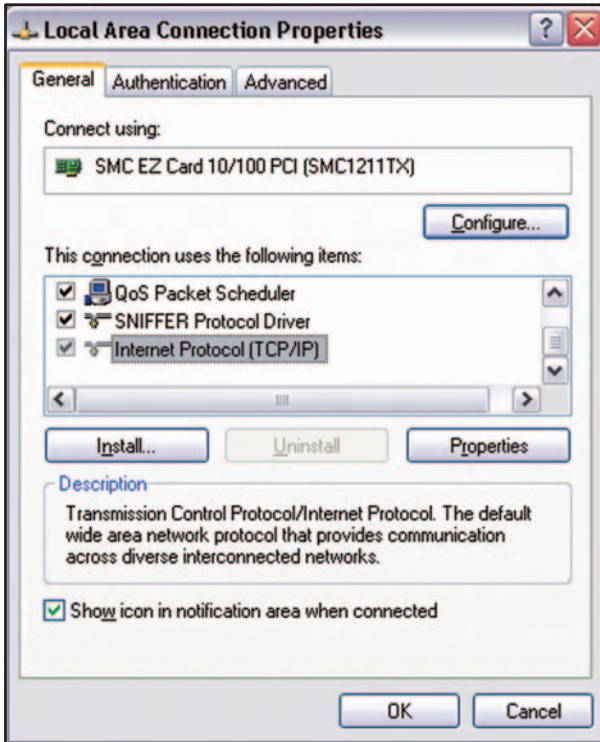 Local Area Connection Properties
General Authentication Advanced
Connect using:
SMC EZ Card 10/100 PCI (SMC1211TX)
Configure...
This connection uses the following items:
QoS Packet Scheduler
SNIFFER Protocol Driver
Internet Protocol (TCP/IP)
Install... Uninstall Properties
Description
Transmission Control Protocol/Internet Protocol. The default
wide area network protocol that provides communication
across diverse interconnected networks.
Show icon in notification area when connected
OK Cancel